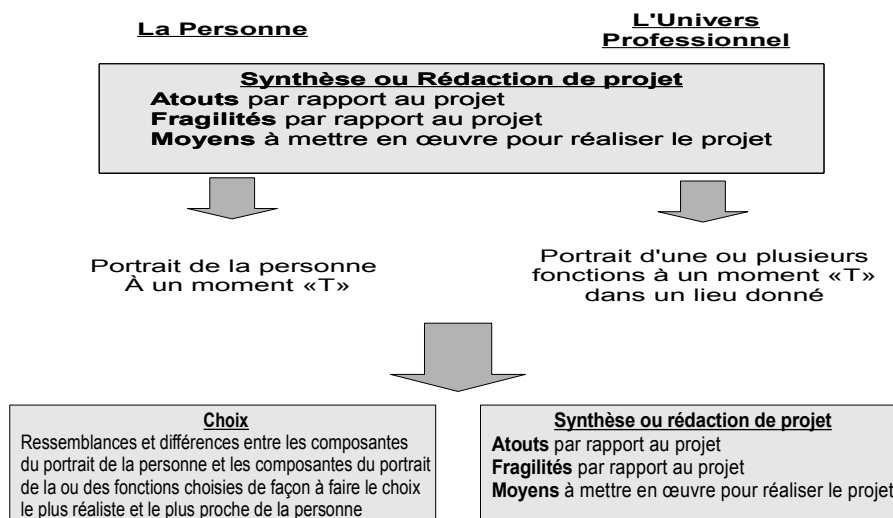 La Personne
L'Univers
Professionnel
Synthèse ou Rédaction de projet
Atouts par rapport au projet
Fragilités par rapport au projet
Moyens à mettre en œuvre pour réaliser le projet
Portrait de la personne
À un moment «T»
Portrait d'une ou plusieurs
fonctions à un moment «T»
dans un lieu donné
Choix
Ressemblances et différences entre les composantes
du portrait de la personne et les composantes du portrait
de la ou des fonctions choisies de façon à faire le choix
le plus réaliste et le plus proche de la personne
Synthèse ou rédaction de projet
Atouts par rapport au projet
Fragilités par rapport au projet
Moyens à mettre en œuvre pour réaliser le projet